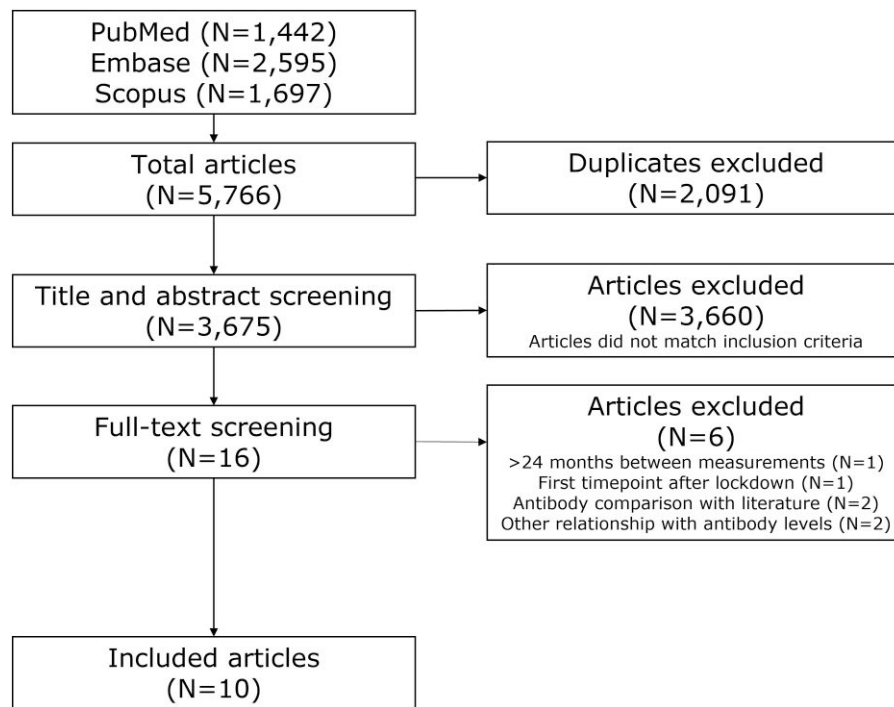 PubMed (N=1,442)
Embase (N=2,595)
Scopus (N=1,697)
Total articles
(N=5,766)
Duplicates excluded
(N=2,091)
Title and abstract screening
(N=3,675)
Articles excluded
(N=3,660)
Articles did not match inclusion criteria
Full-text screening
(N=16)
Articles excluded
(N=6)
>24 months between measurements (N=1)
First timepoint after lockdown (N=1)
Antibody comparison with literature (N=2)
Other relationship with antibody levels (N=2)
Included articles
(N=10)